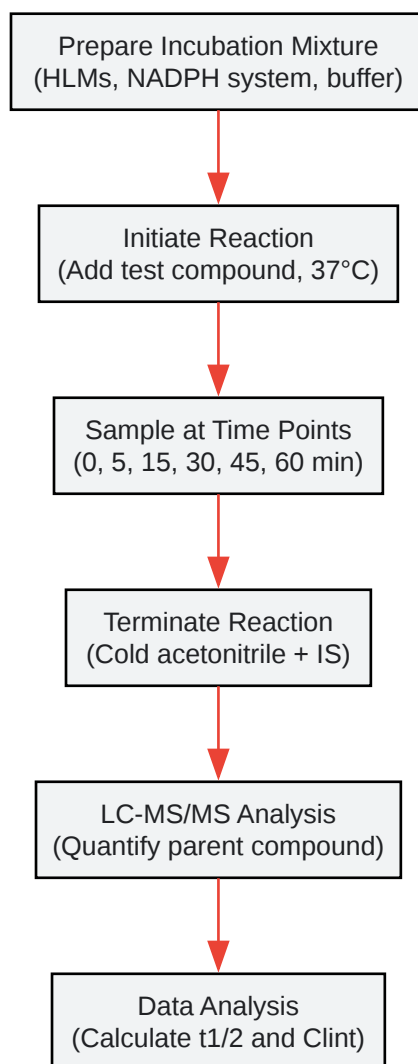 Prepare Incubation Mixture
(HLMs, NADPH system, buffer)
Initiate Reaction
(Add test compound, 37°C)
Sample at Time Points
(0, 5, 15, 30, 45, 60 min)
Terminate Reaction
(Cold acetonitrile + IS)
LC-MS/MS Analysis
(Quantify parent compound)
Data Analysis
(Calculate t1/2 and Clint)